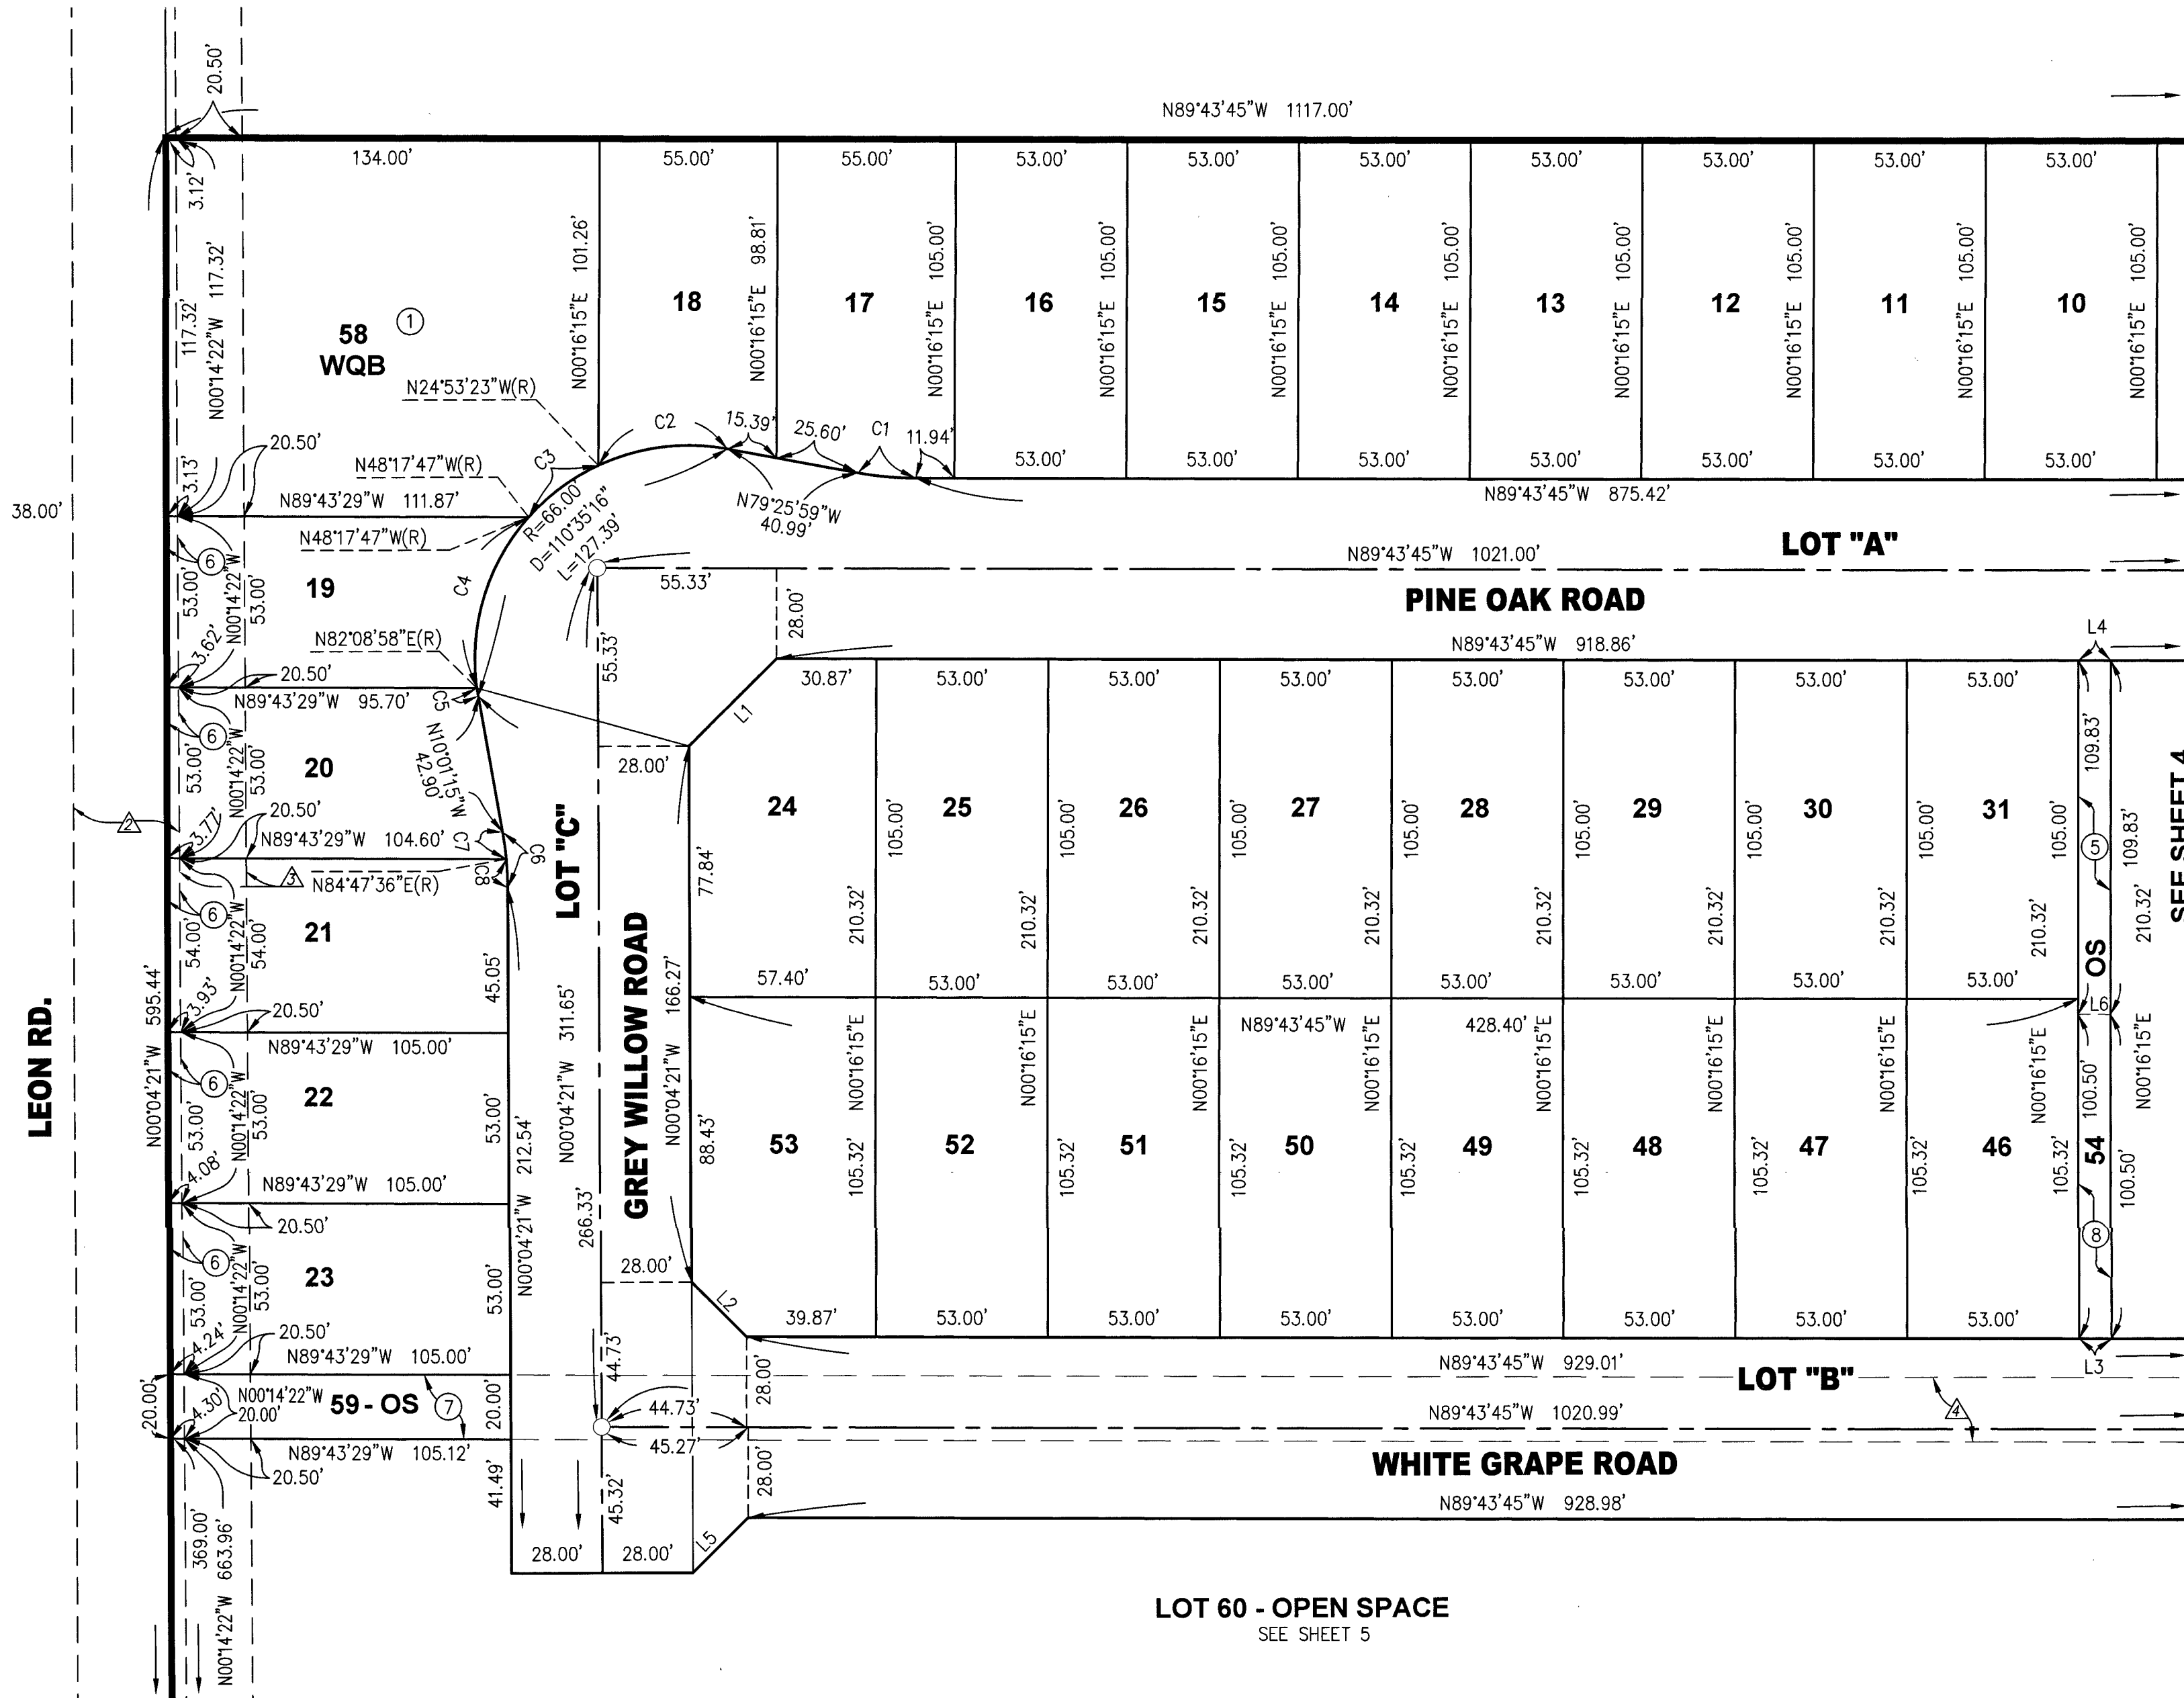 20.50'
N89°43'45"W 1117.00'
134.00'
55.00'
55.00'
53.00'
53.00'
53.00'
53.00'
53.00'
53.00'
53.00'
3.12'
117.32'
N00°14'22"W 117.32'
58
WQB
1
N00°16'15"E 101.26'
18
N00°16'15"E 98.81'
17
N00°16'15"E 105.00'
16
N00°16'15"E 105.00'
15
N00°16'15"E 105.00'
14
N00°16'15"E 105.00'
13
N00°16'15"E 105.00'
12
N00°16'15"E 105.00'
11
N00°16'15"E 105.00'
10
N00°16'15"E 105.00'
N24°53'23"W(R)
C2
15.39'
25.60'
C1
11.94'
53.00'
53.00'
53.00'
53.00'
53.00'
53.00'
53.00'
20.50'
3.13'
N48°17'47"W(R)
C3
N89°43'29"W 111.87'
R=66.00'
D=110°35'16"
L=127.39'
N79°25'59"W
40.99'
N89°43'45"W 875.42'
38.00'
N48°17'47"W(R)
6
53.00'
N00°14'22"W
53.00'
19
C4
55.33'
N89°43'45"W 1021.00'
LOT "A"
PINE OAK ROAD
28.00'
N82°08'58"E(R)
55.33'
3.62'
20.50'
N89°43'29"W 95.70'
C5
N89°43'45"W 918.86'
L4
30.87'
53.00'
53.00'
53.00'
53.00'
53.00'
53.00'
53.00'
L1
6
53.00'
N00°14'22"W
53.00'
20
N10°01'15"W
42.90'
28.00'
109.83'
SEE SHEET 4
2
3.77'
20.50'
N89°43'29"W 104.60'
C7
C6
C8
3
N84°47'36"E(R)
LOT "C"
24
105.00'
25
105.00'
26
105.00'
27
105.00'
28
105.00'
29
105.00'
30
105.00'
31
105.00'
5
109.83'
77.84'
6
54.00'
N00°14'22"W
54.00'
21
45.05'
210.32'
210.32'
210.32'
210.32'
210.32'
210.32'
210.32'
210.32'
210.32'
OS
LEON RD.
N00°04'21"W 595.44'
3.93'
20.50'
N89°43'29"W 105.00'
N00°04'21"W 311.65'
GREY WILLOW ROAD
N00°04'21"W 166.27'
57.40'
53.00'
53.00'
53.00'
53.00'
53.00'
53.00'
53.00'
L6
N89°43'45"W 428.40'
6
53.00'
N00°14'22"W
53.00'
22
53.00'
N00°04'21"W 212.54'
88.43'
N00°16'15"E
N00°16'15"E
N00°16'15"E
N00°16'15"E
N00°16'15"E
N00°16'15"E
N00°16'15"E
N00°16'15"E
100.50'
N00°16'15"E
53
105.32'
52
105.32'
51
105.32'
50
105.32'
49
105.32'
48
105.32'
47
105.32'
46
105.32'
54
100.50'
4.08'
N89°43'29"W 105.00'
20.50'
266.33'
6
53.00'
N00°14'22"W
53.00'
23
53.00'
28.00'
L2
8
39.87'
53.00'
53.00'
53.00'
53.00'
53.00'
53.00'
53.00'
4.24'
20.50'
N89°43'29"W 105.00'
44.73'
28.00'
N89°43'45"W 929.01'
LOT "B"
L3
20.00'
4.30'
N00°14'22"W
20.00'
59 - OS
7
20.00'
44.73'
45.27'
N89°43'45"W 1020.99'
4
N89°43'29"W 105.12'
20.50'
WHITE GRAPE ROAD
28.00'
41.49'
45.32'
N89°43'45"W 928.98'
369.00'
N00°14'22"W 663.96'
28.00'
28.00'
L5
LOT 60 - OPEN SPACE
SEE SHEET 5